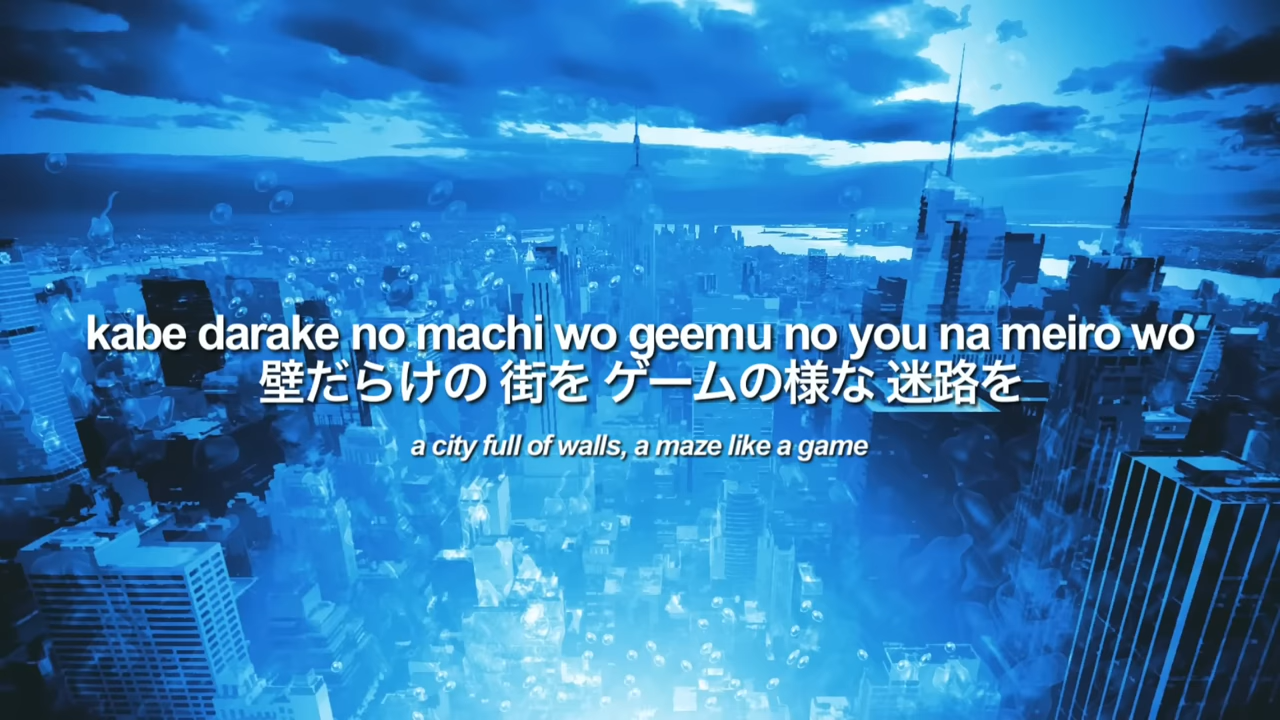 kabe darake no machi wo geemu no you na meiro wo
壁だらけの 街を ゲームの様な 迷路を
a city full of walls, a maze like a game